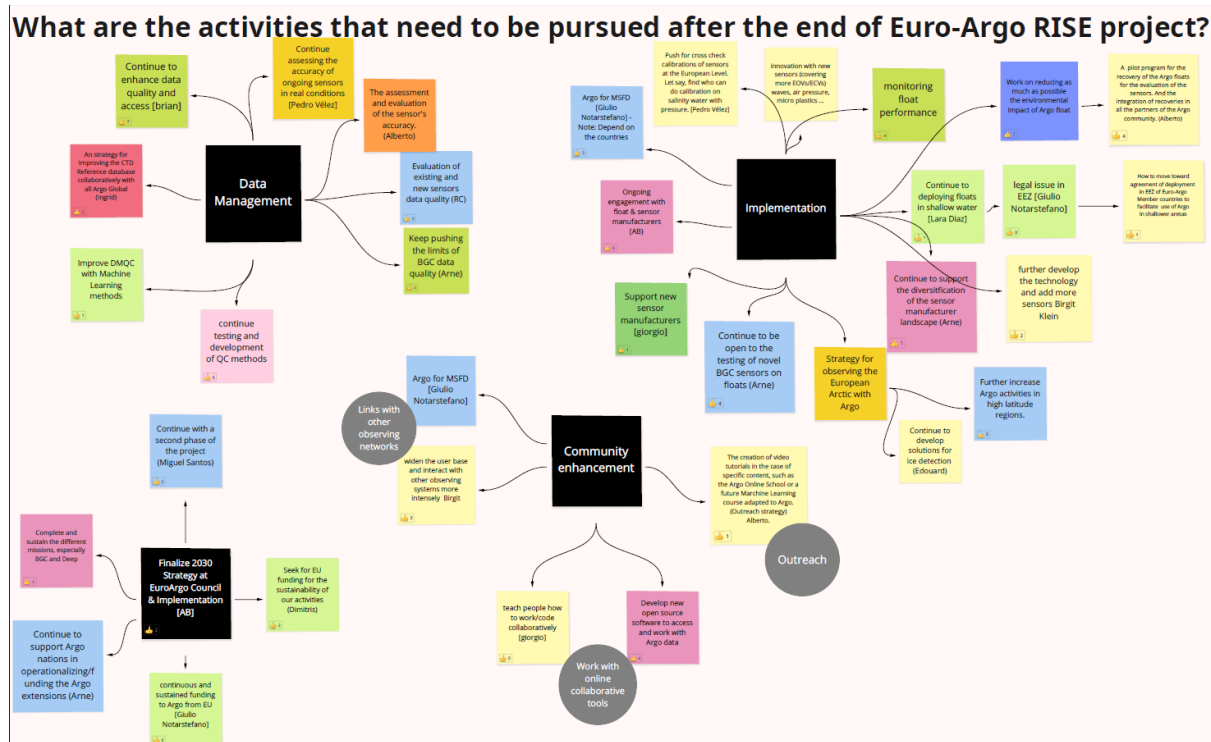 What are the activities that need to be pursued after the end of Euro-Argo RISE project?
Continue to
enhance data
quality and
access [brian]
Continue
assessing the
accuracy of
ongoing sensors
in real conditions
[Pedro Vélez]
The assessment
and evaluation
of the sensor's
accuracy.
(Alberto)
An strategy for
improving the CTD
Reference database
collaboratively with
all Argo Global
(Ingrid)
Data
Management
Evaluation of
existing and
new sensors
data quality (RC)
Keep pushing
the limits of
BGC data
quality (Arne)
Improve DMQC
with Machine
Learning
methods
continue
testing and
development
of QC methods
Push for cross check
calibrations of sensors
at the European Level.
Let say, find who can
do calibration on
salinity water with
pressure. [Pedro Vélez]
innovation with new
sensors (covering
more EOVs/ECVs)
waves, air pressure,
micro plastics ...
monitoring
float
performance
4
Work on reducing as
much as possible
the environmental
impact of Argo float
A pilot program for the
recovery of the Argo floats
for the evaluation of the
sensors. And the
integration of recoveries in
all the partners of the Argo
community. (Alberto)
4
Argo for MSFD
[Giulio
Notarstefano] -
Note: Depend on
the countries
Ongoing
engagement with
float & sensor
manufacturers
[AB]
Implementation
Continue to
deploying floats
in shallow water
[Lara Diaz]
legal issue in
EEZ [Giulio
Notarstefano]
How to move toward
agreement of deployment
in EEZ of Euro-Argo
Member countries to
facilitate use of Argo
in shallower areas
1
Support new
sensor
manufacturers
[giorgio]
Continue to be
open to the
testing of novel
BGC sensors on
floats (Arne)
4
Continue to support
the diversitification
of the sensor
manufacturer
landscape (Arne)
further develop
the technology
and add more
sensors Birgit
Klein
2
Strategy for
observing the
European
Arctic with
Argo
Further increase
Argo activities in
high latitude
regions.
Continue to
develop
solutions for
ice detection
(Edouard)
Argo for MSFD
[Giulio
Notarstefano]
Links with
other
observing
networks
widen the user base
and interact with
other observing
systems more
intensely Birgit
Community
enhancement
The creation of video
tutorials in the case of
specific content, such as
the Argo Online School or a
future Marchine Learning
course adapted to Argo.
(Outreach strategy)
Alberto.
1
Outreach
teach people how
to work/code
collaboratively
[giorgio]
Develop new
open source
software to access
and work with
Argo data
Work with
online
collaborative
tools
Continue with a
second phase of
the project
(Miguel Santos)
Complete and
sustain the different
missions, especially
BGC and Deep
Finalize 2030
Strategy at
EuroArgo Council
& Implementation
[AB]
2
Seek for EU
funding for the
sustainability of
our activities
(Dimitris)
Continue to
support Argo
nations in
operationalizing/f
unding the Argo
extensions (Arne)
continuous and
sustained funding
to Argo from EU
[Giulio
Notarstefano]